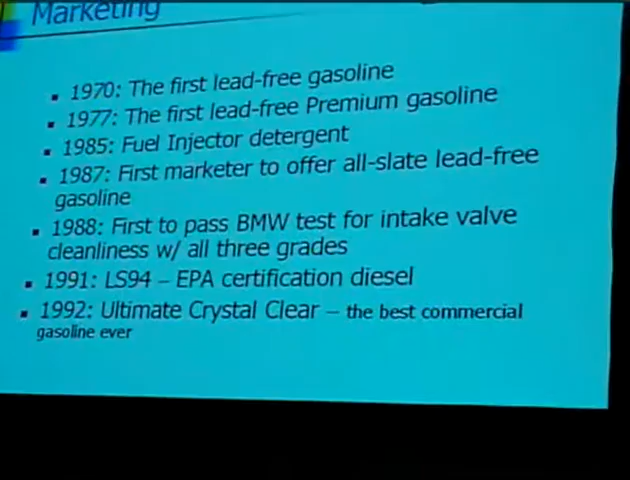 Marketing
▪ 1970: The first lead-free gasoline
▪ 1977: The first lead-free Premium gasoline
▪ 1985: Fuel Injector detergent
▪ 1987: First marketer to offer all-slate lead-free
gasoline
▪ 1988: First to pass BMW test for intake valve
cleanliness w/ all three grades
▪ 1991: LS94 – EPA certification diesel
▪ 1992: Ultimate Crystal Clear – the best commercial
gasoline ever